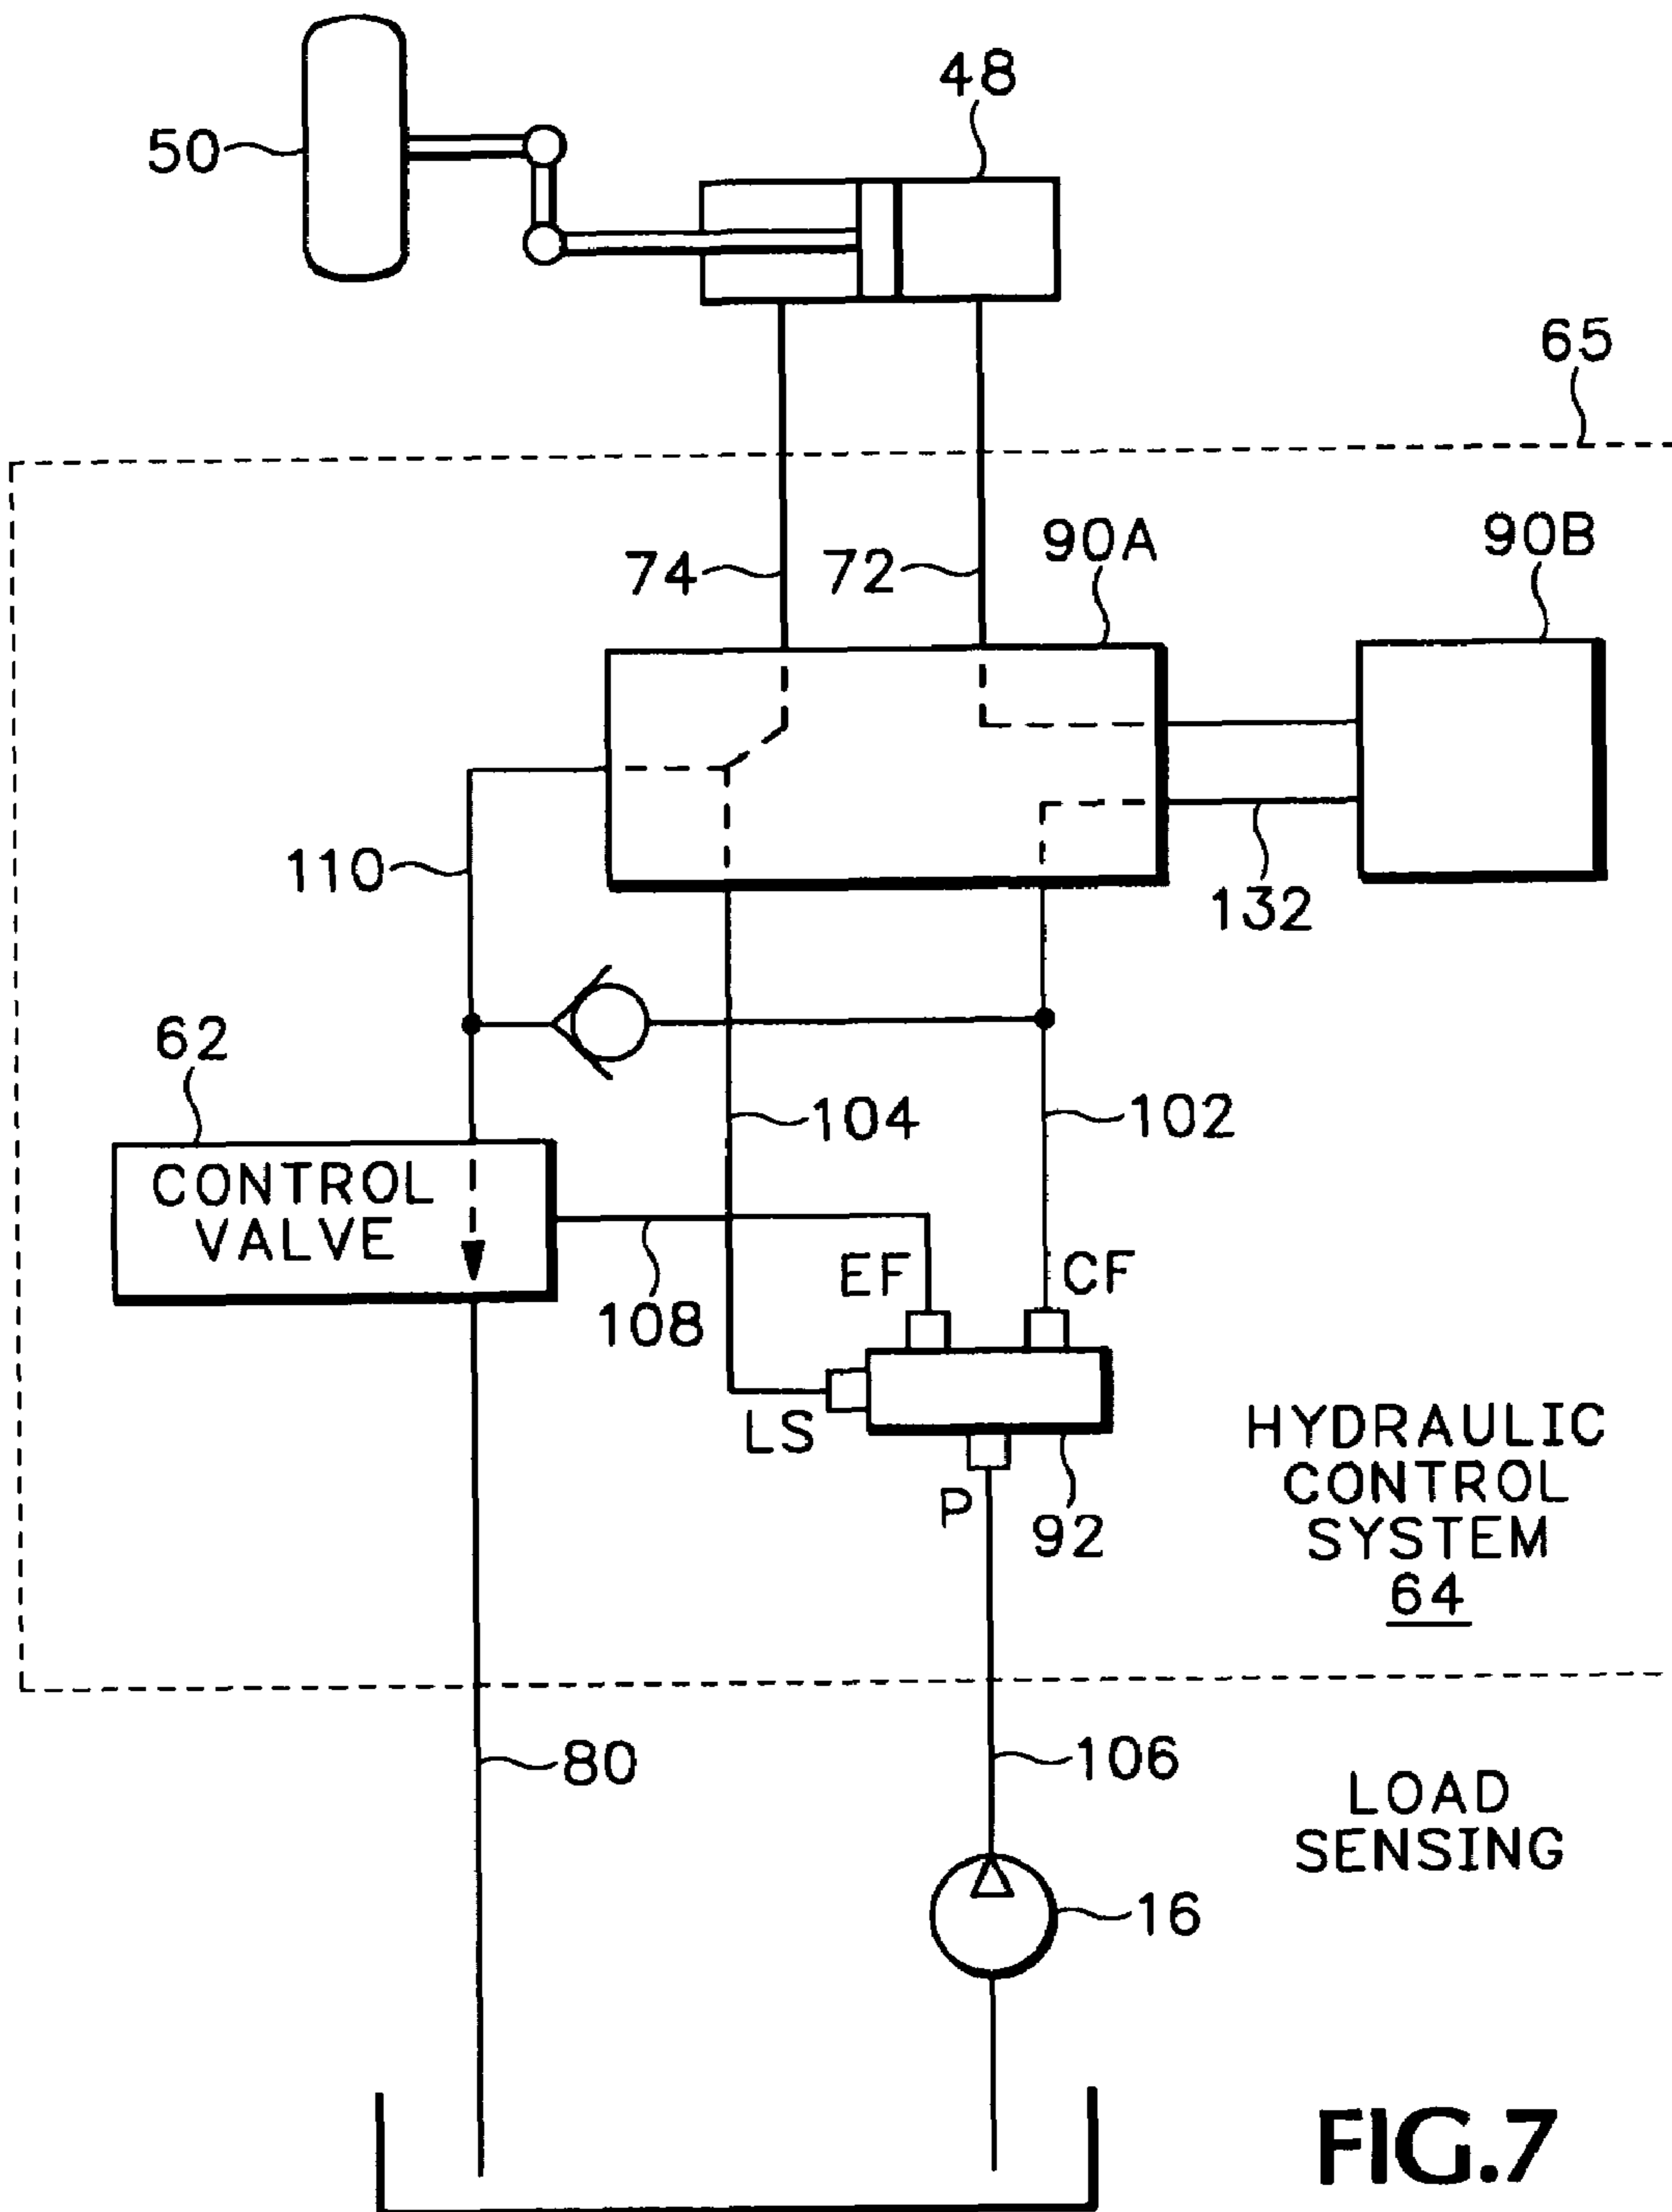 48
50
65
90A
90B
74
72
110
132
62
104
102
CONTROL
VALVE
EF
CF
108
LS
HYDRAULIC
CONTROL
SYSTEM
64
P
92
80
106
LOAD
SENSING
16
FIG.7